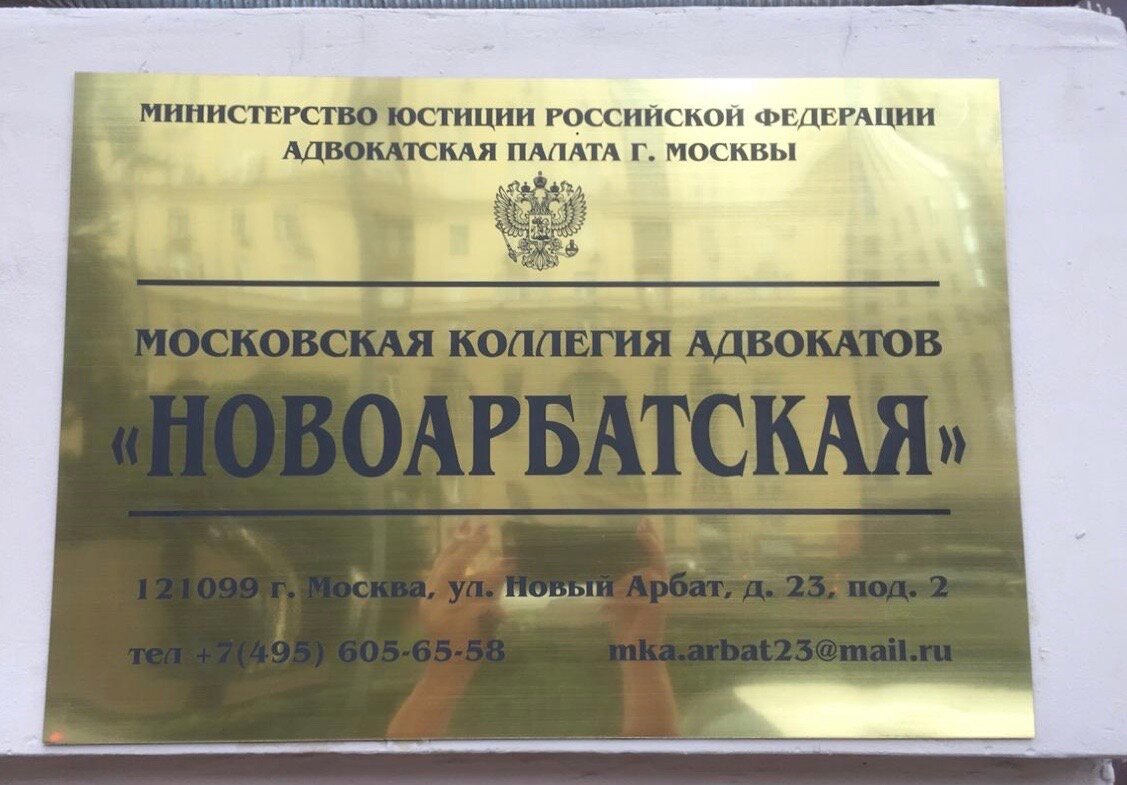 МИНИСТЕРСТВО ЮСТИЦИИ РОССИЙСКОЙ ФЕДЕРАЦИИ
АДВОКАТСКАЯ ПАЛАТА Г. МОСКВЫ
МОСКОВСКАЯ КОЛЛЕГИЯ АДВОКАТОВ
«НОВОАРБАТСКАЯ»
121099 г. Москва, ул. Новый Арбат, д. 23, под. 2
тел +7(495) 605-65-58 mka.arbat23@mail.ru